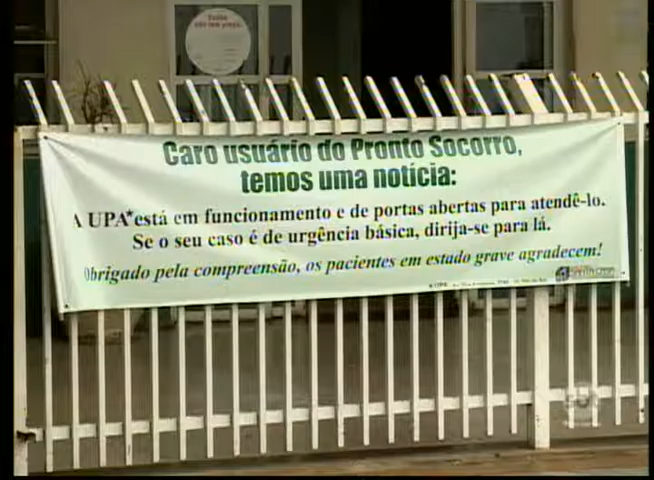 Caro usuário do Pronto Socorro,
temos uma notícia:
A UPA* está em funcionamento e de portas abertas para atendê-lo.
Se o seu caso é de urgência básica, dirija-se para lá.
Obrigado pela compreensão, os pacientes em estado grave agradecem!
* UPA: